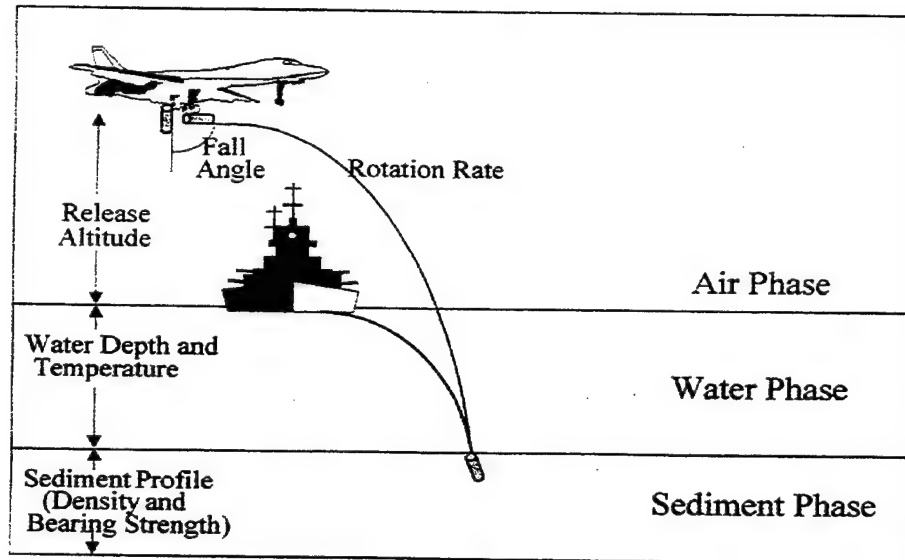 Fall
Angle
Rotation Rate
Release
Altitude
Air Phase
Water Depth and
Temperature
Water Phase
Sediment Profile
(Density and
Bearing Strength)
Sediment Phase